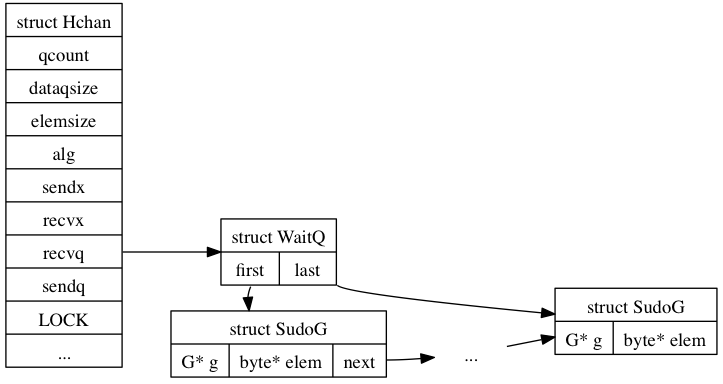 struct Hchan
qcount
dataqsize
elemsize
alg
sendx
recvx
recvq
sendq
LOCK
...
struct WaitQ
first last
struct SudoG
G* g byte* elem next
...
struct SudoG
G* g byte* elem